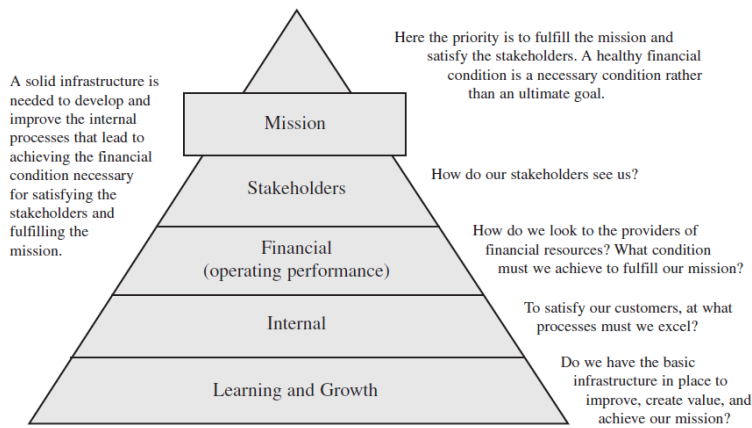 Here the priority is to fulfill the mission and
satisfy the stakeholders. A healthy financial
condition is a necessary condition rather
than an ultimate goal.
A solid infrastructure is
needed to develop and
improve the internal
processes that lead to
achieving the financial
condition necessary
for satisfying the
stakeholders and
fulfilling the
mission.
Mission
Stakeholders
How do our stakeholders see us?
Financial
(operating performance)
How do we look to the providers of
financial resources? What condition
must we achieve to fulfill our mission?
Internal
To satisfy our customers, at what
processes must we excel?
Learning and Growth
Do we have the basic
infrastructure in place to
improve, create value, and
achieve our mission?